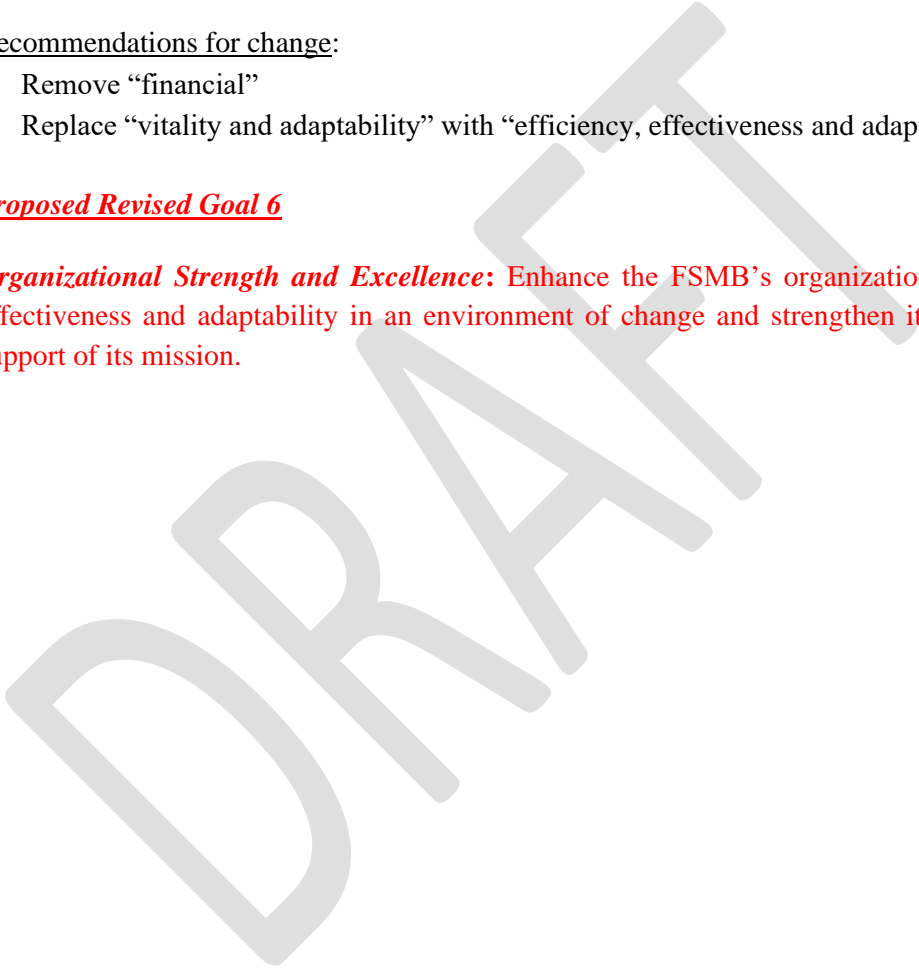 ecommendations for change:
Remove “financial”
Replace “vitality and adaptability” with “efficiency, effectiveness and adap
roposed Revised Goal 6
rganizational Strength and Excellence: Enhance the FSMB’s organization
ffectiveness and adaptability in an environment of change and strengthen it
pport of its mission.
DRAFT